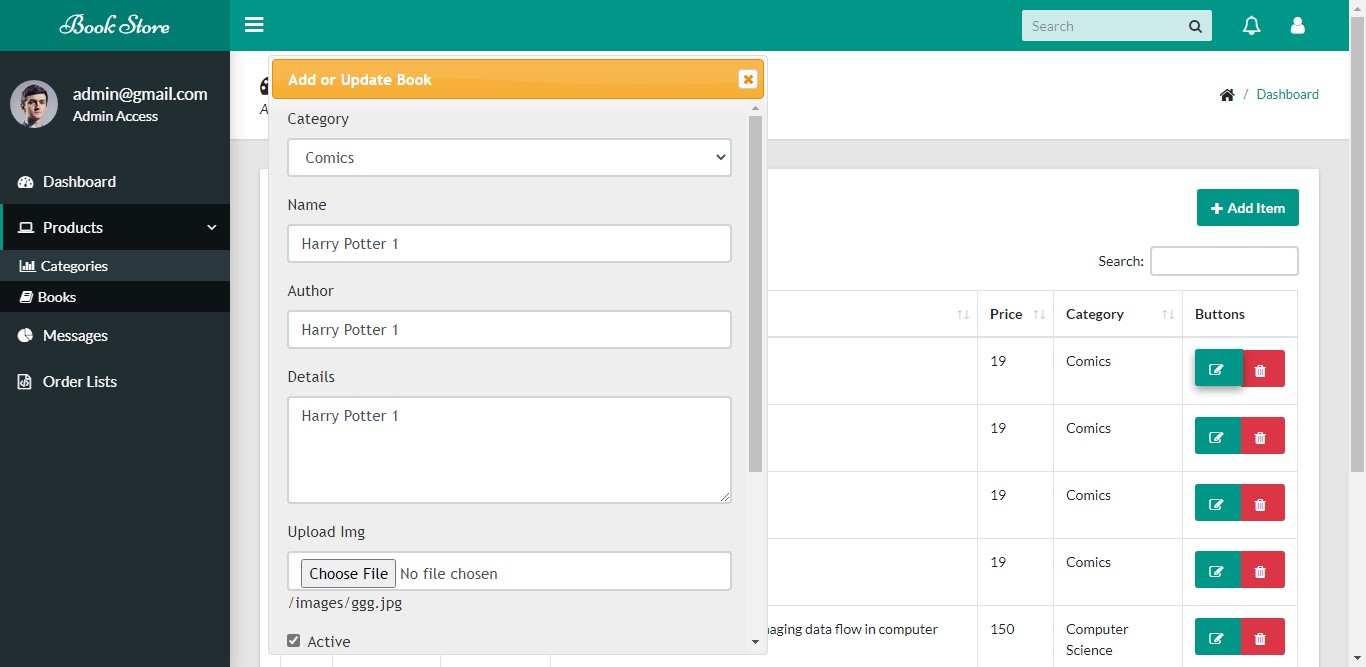 Book Store
Search
admin@gmail.com
Admin Access
Dashboard
Products
Categories
Books
Messages
Order Lists
A
/ Dashboard
Add or Update Book
Category
Comics
Name
Harry Potter 1
Author
Harry Potter 1
Details
Harry Potter 1
Upload Img
Choose File No file chosen
/images/ggg.jpg
Active
Add Item
Search:
Price Category Buttons
19 Comics
19 Comics
19 Comics
19 Comics
data flow in computer 150 Computer
Science